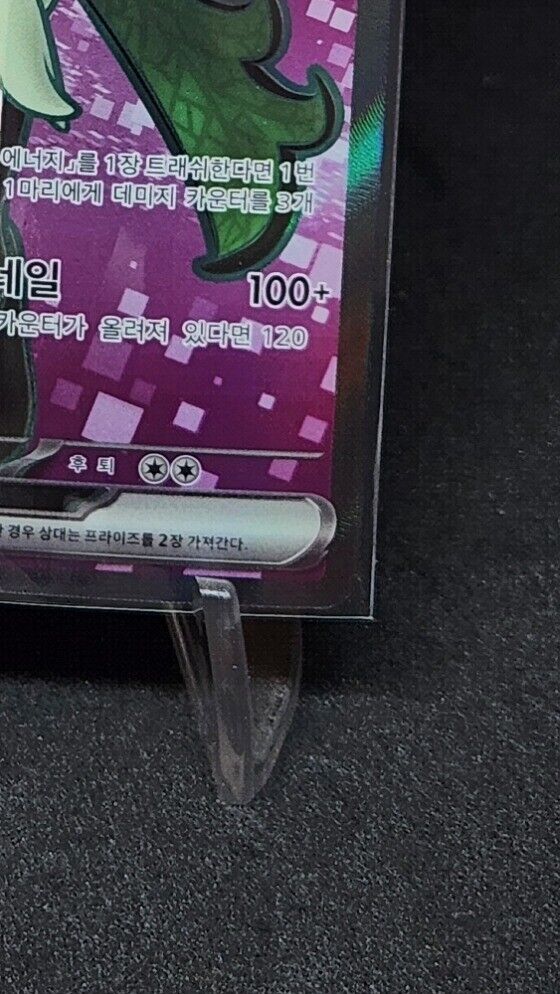 에너지」를 1장 트래쉬한다면 1번
1마리에게 데미지 카운터를 3개
테일 100+
카운터가 올려져 있다면 120
후퇴
경우 상대는 프라이즈를 2장 가져간다.